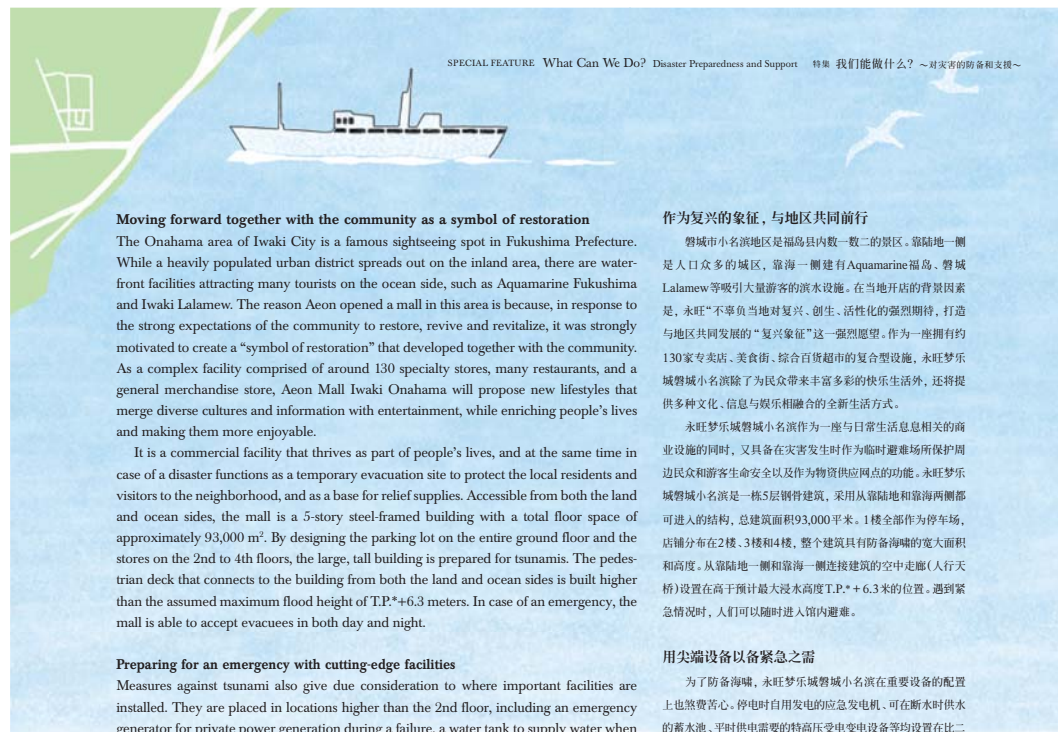 SPECIAL FEATURE What Can We Do? Disaster Preparedness and Support 特集 我们能做什么？～对灾害的防备和支援～
Moving forward together with the community as a symbol of restoration
The Onahama area of Iwaki City is a famous sightseeing spot in Fukushima Prefecture.
While a heavily populated urban district spreads out on the inland area, there are water-
front facilities attracting many tourists on the ocean side, such as Aquamarine Fukushima
and Iwaki Lalamew. The reason Aeon opened a mall in this area is because, in response to
the strong expectations of the community to restore, revive and revitalize, it was strongly
motivated to create a “symbol of restoration” that developed together with the community.
As a complex facility comprised of around 130 specialty stores, many restaurants, and a
general merchandise store, Aeon Mall Iwaki Onahama will propose new lifestyles that
merge diverse cultures and information with entertainment, while enriching people’s lives
and making them more enjoyable.
It is a commercial facility that thrives as part of people’s lives, and at the same time in
case of a disaster functions as a temporary evacuation site to protect the local residents and
visitors to the neighborhood, and as a base for relief supplies. Accessible from both the land
and ocean sides, the mall is a 5-story steel-framed building with a total floor space of
approximately 93,000 m². By designing the parking lot on the entire ground floor and the
stores on the 2nd to 4th floors, the large, tall building is prepared for tsunamis. The pedes-
trian deck that connects to the building from both the land and ocean sides is built higher
than the assumed maximum flood height of T.P.*+6.3 meters. In case of an emergency, the
mall is able to accept evacuees in both day and night.
Preparing for an emergency with cutting-edge facilities
Measures against tsunami also give due consideration to where important facilities are
installed. They are placed in locations higher than the 2nd floor, including an emergency
generator for private power generation during a failure, a water tank to supply water when
作为复兴的象征，与地区共同前行
磐城市小名滨地区是福岛县内数一数二的景区。靠陆地一侧
是人口众多的城区，靠海一侧建有Aquamarine福岛、磐城
Lalamew等吸引大量游客的滨水设施。在当地开店的背景因素
是，永旺“不辜负当地对复兴、创生、活性化的强烈期待，打造
与地区共同发展的“复兴象征”这一强烈愿望。作为一座拥有约
130家专卖店、美食街、综合百货超市的复合型设施，永旺梦乐
城磐城小名滨除了为民众带来丰富多彩的快乐生活外，还将提
供多种文化、信息与娱乐相融合的全新生活方式。
永旺梦乐城磐城小名滨作为一座与日常生活息息相关的商
业设施的同时，又具备在灾害发生时作为临时避难场所保护周
边民众和游客生命安全以及作为物资供应网点的功能。永旺梦乐
城磐城小名滨是一栋5层钢骨建筑，采用从靠陆地和靠海两侧都
可进入的结构，总建筑面积93,000平米。1楼全部作为停车场，
店铺分布在2楼、3楼和4楼，整个建筑具有防备海啸的宽大面积
和高度。从靠陆地一侧和靠海一侧连接建筑的空中走廊（人行天
桥）设置在高于预计最大浸水高度T.P.*＋6.3米的位置。遇到紧
急情况时，人们可以随时进入馆内避难。
用尖端设备以备紧急之需
为了防备海啸，永旺梦乐城磐城小名滨在重要设备的配置
上也煞费苦心。停电时自用发电的应急发电机、可在断水时供水
的蓄水池、平时供电需要的特高压受电变电设备等均设置在比二